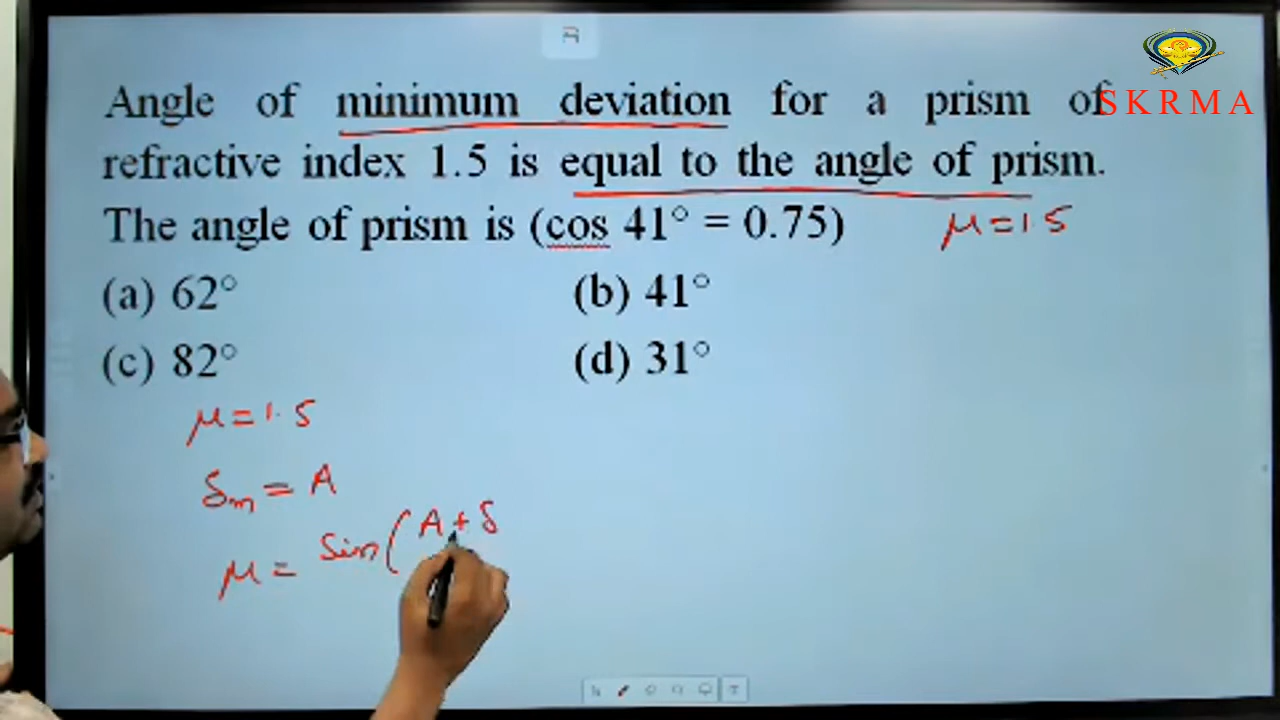 SKRMA
Angle of minimum deviation for a prism of
refractive index 1.5 is equal to the angle of prism.
The angle of prism is (cos 41° = 0.75) μ=1.5
(a) 62° (b) 41°
(c) 82° (d) 31°
μ=1.5
δm = A
μ = Sin(A+δ